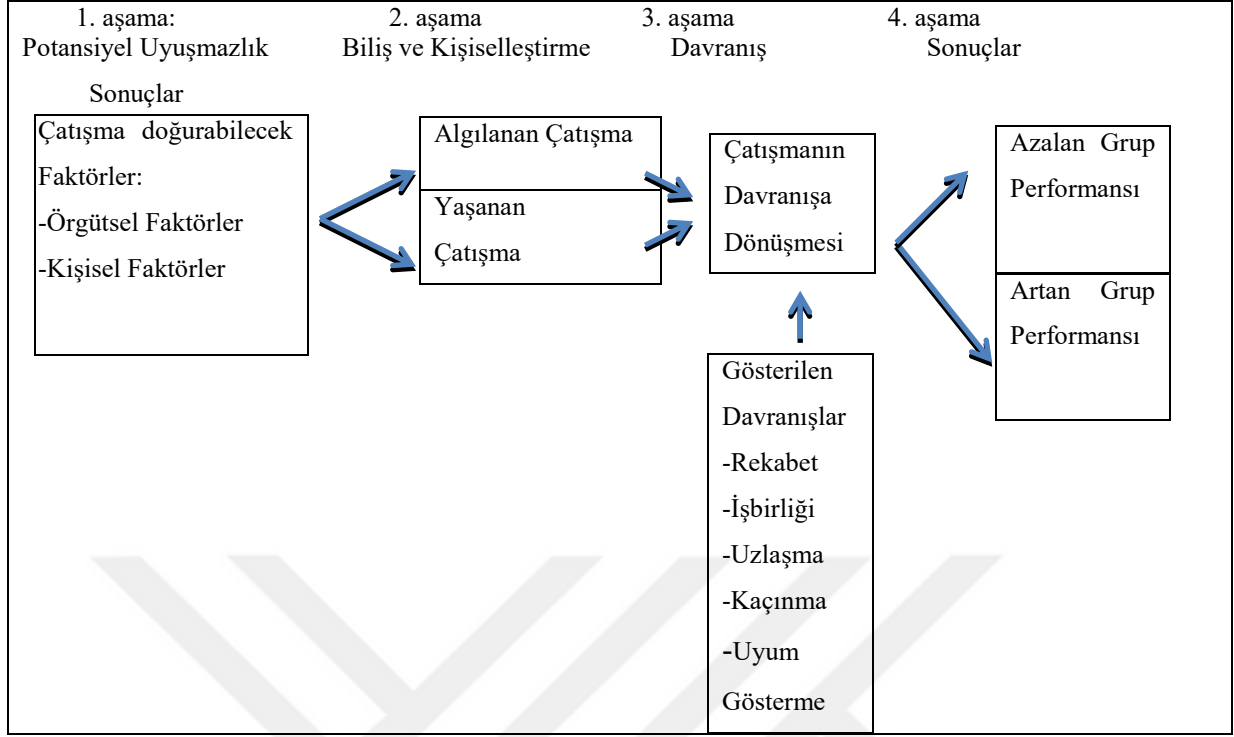 1. aşama:
Potansiyel Uyuşmazlık
Sonuçlar
2. aşama
Biliş ve Kişiselleştirme
3. aşama
Davranış
4. aşama
Sonuçlar
Çatışma doğurabilecek
Faktörler:
-Örgütsel Faktörler
-Kişisel Faktörler
Algılanan Çatışma
Yaşanan
Çatışma
Çatışmanın
Davranışa
Dönüşmesi
Gösterilen
Davranışlar
-Rekabet
-İşbirliği
-Uzlaşma
-Kaçınma
-Uyum
Gösterme
Azalan Grup
Performansı
Artan Grup
Performansı